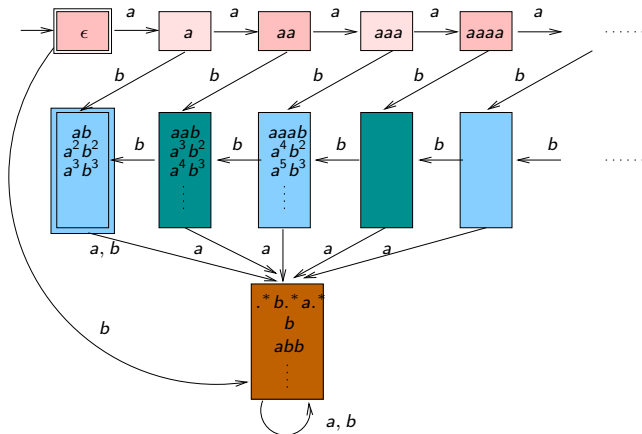 a a a a a
ϵ a aa aaa aaaa ......
b b b b b
ab aab aaab
a²b² a³b² a⁴b²
a³b³ a⁴b³ a⁵b³
b b b b b ......
⋮ ⋮
a, b a a a a
.*b.*a.*
b b
abb
⋮
a, b